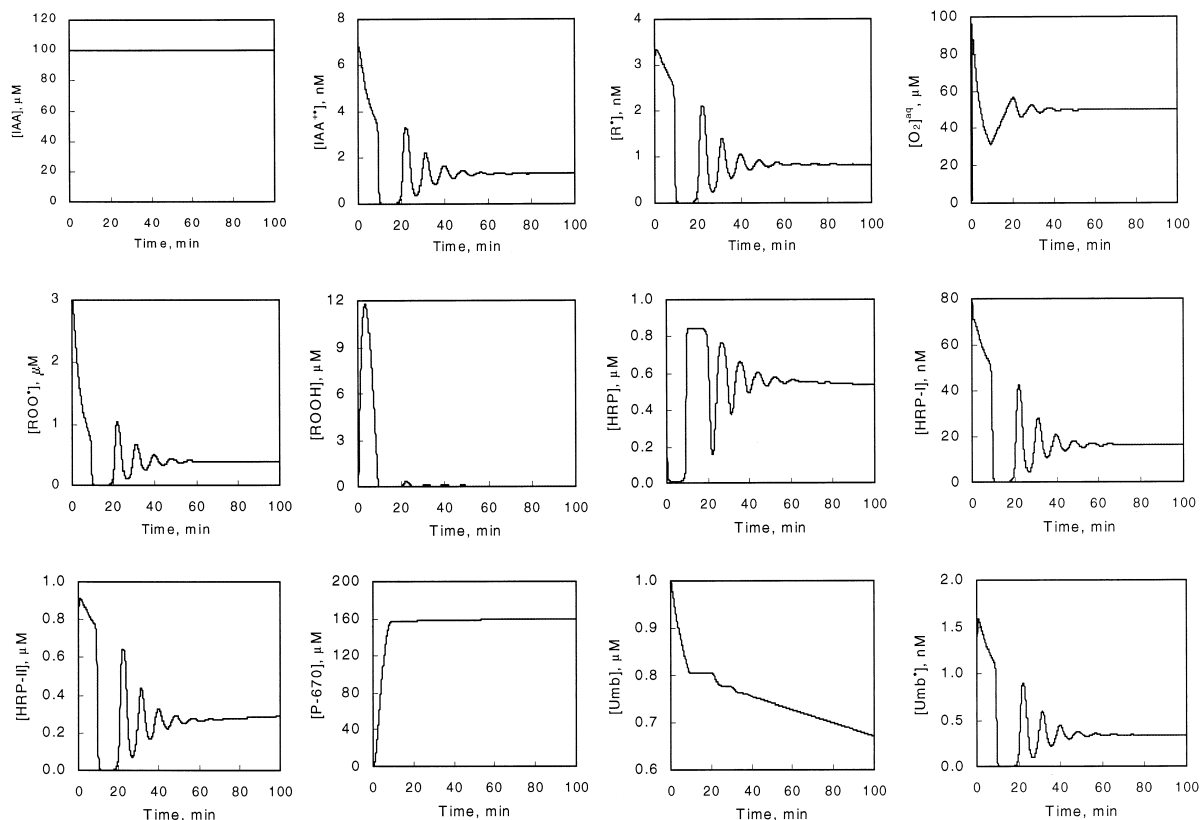 120
100
80
60
40
20
0
[IAA], μM
0 20 40 60 80 100
Time, min
8
6
4
2
0
[IAA⁺•], nM
0 20 40 60 80 100
Time, min
4
3
2
1
0
[R•], nM
0 20 40 60 80 100
Time, min
100
80
60
40
20
0
[O₂]aq, μM
0 20 40 60 80 100
Time, min
3
2
1
0
[ROO•], μM
0 20 40 60 80 100
Time, min
12
9
6
3
0
[ROOH], μM
0 20 40 60 80 100
Time, min
1.0
0.8
0.6
0.4
0.2
0.0
[HRP], μM
0 20 40 60 80 100
Time, min
80
60
40
20
0
[HRP-I], nM
0 20 40 60 80 100
Time, min
1.0
0.8
0.6
0.4
0.2
0.0
[HRP-II], μM
0 20 40 60 80 100
Time, min
200
160
120
80
40
0
[P-670], μM
0 20 40 60 80 100
Time, min
1.0
0.9
0.8
0.7
0.6
[Umb], μM
0 20 40 60 80 100
Time, min
2.0
1.5
1.0
0.5
0.0
[Umb•], nM
0 20 40 60 80 100
Time, min